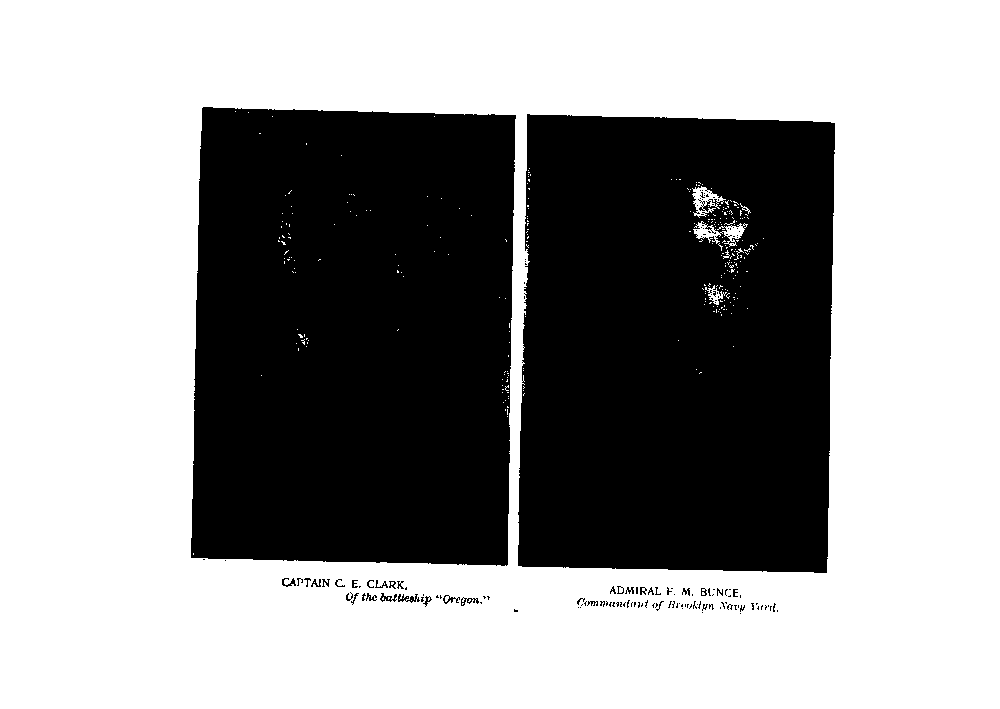 CAPTAIN C. E. CLARK,
Of the battleship "Oregon."
ADMIRAL F. M. BUNCE,
Commandant of Brooklyn Navy Yard.